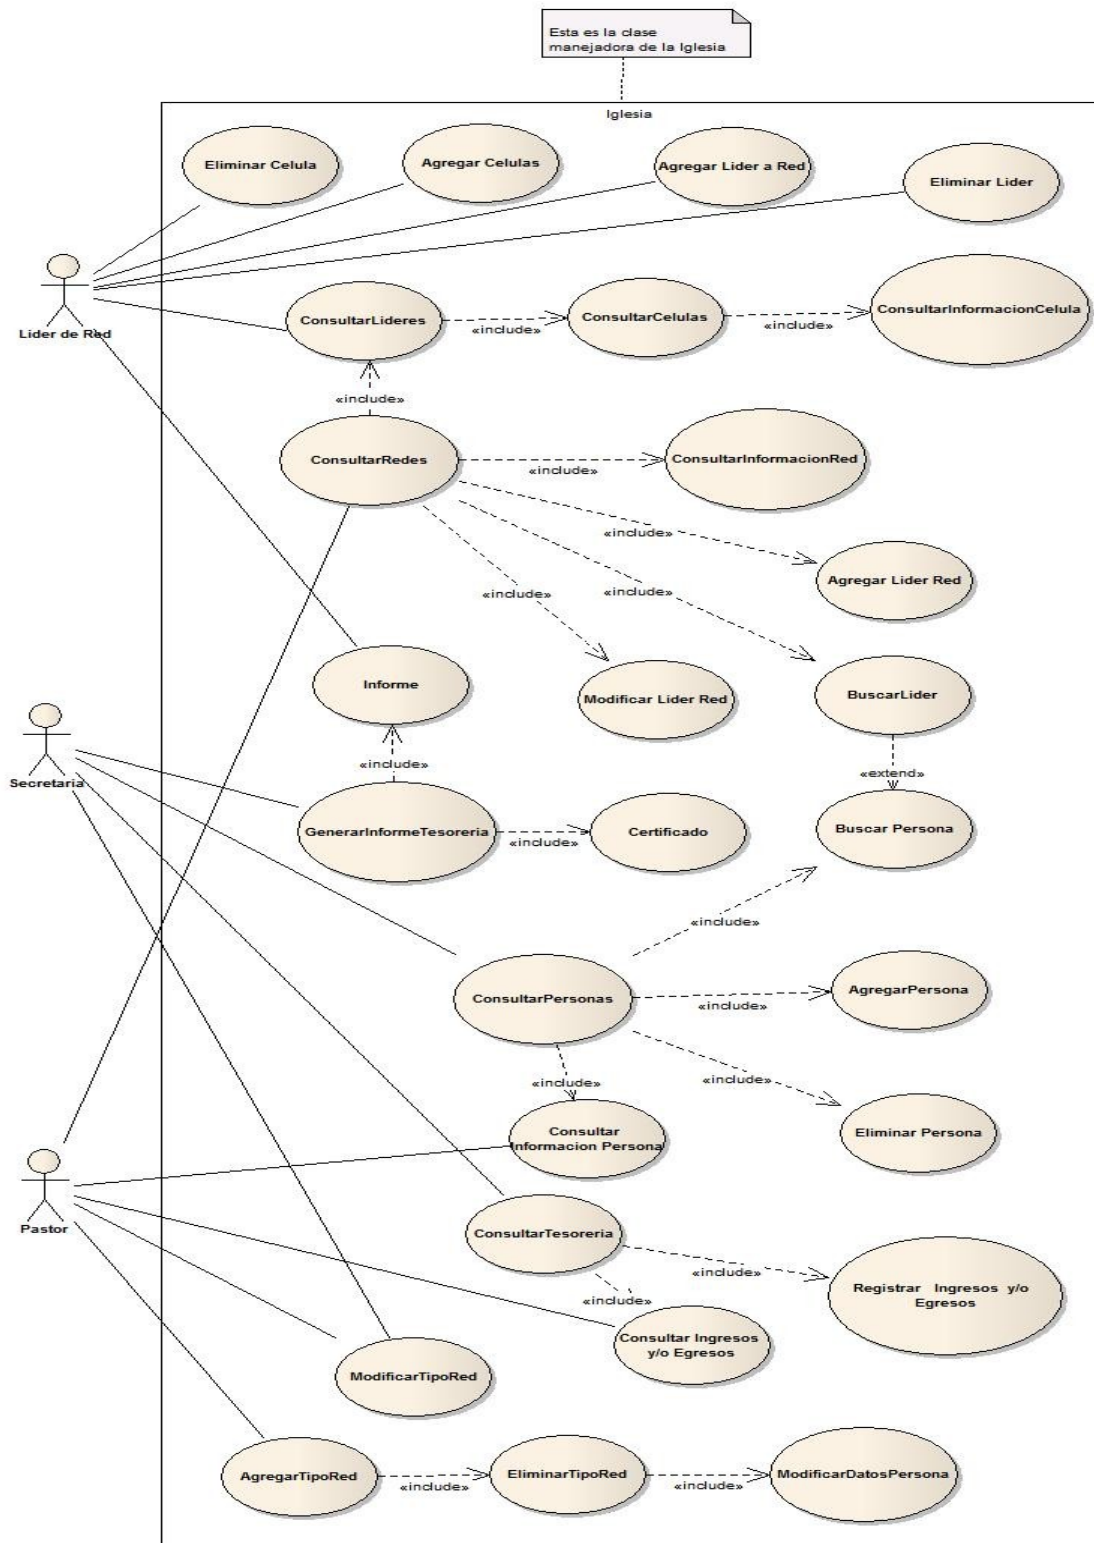 Esta es la clase
manejadora de la Iglesia
Iglesia
Eliminar Celula
Agregar Celulas
Agregar Lider a Red
Eliminar Lider
Lider de Red
ConsultarLideres
«include»
ConsultarCelulas
«include»
ConsultarInformacionCelula
«include»
ConsultarRedes
«include»
ConsultarInformacionRed
«include»
Agregar Lider Red
«include»
«include»
Informe
Modificar Lider Red
BuscarLider
Secretaria
«include»
«extend»
GenerarInformeTesoreria
«include»
Certificado
Buscar Persona
«include»
ConsultarPersonas
«include»
AgregarPersona
«include»
«include»
Consultar
Informacion Persona
Eliminar Persona
Pastor
ConsultarTesoreria
«include»
«include»
Registrar Ingresos y/o
Egresos
Consultar Ingresos
y/o Egresos
ModificarTipoRed
AgregarTipoRed
«include»
EliminarTipoRed
«include»
ModificarDatosPersona